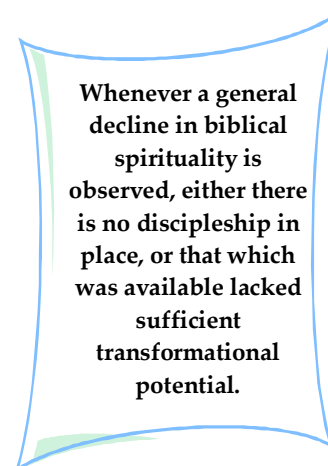 Whenever a general
decline in biblical
spirituality is
observed, either there
is no discipleship in
place, or that which
was available lacked
sufficient
transformational
potential.